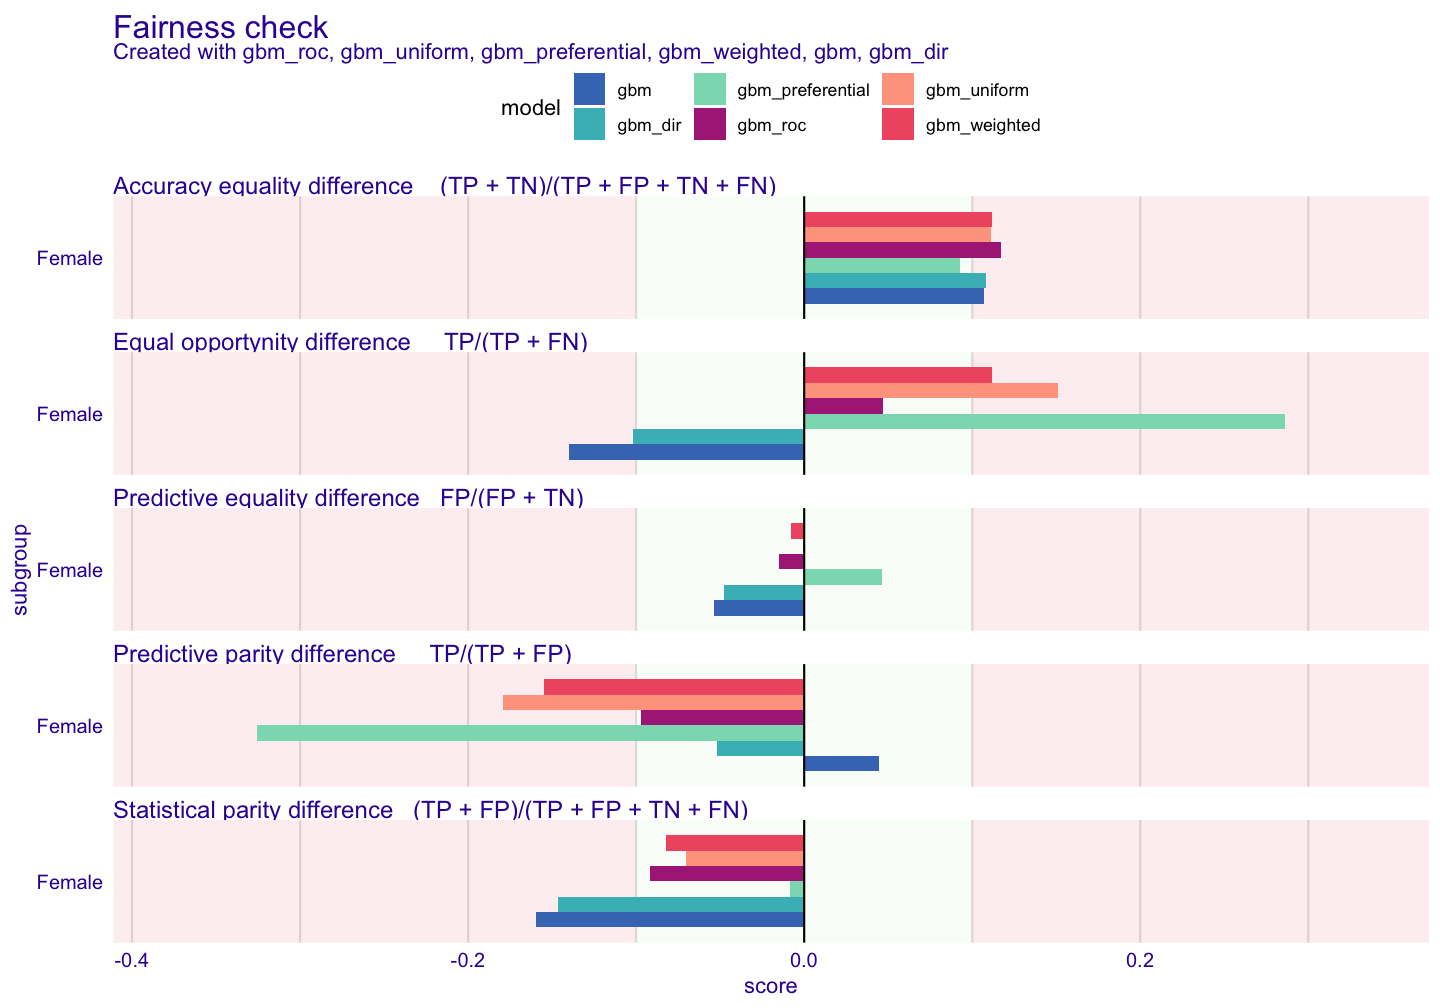 Fairness check
Created with gbm_roc, gbm_uniform, gbm_preferential, gbm_weighted, gbm, gbm_dir
model
gbm
gbm_preferential
gbm_uniform
gbm_dir
gbm_roc
gbm_weighted
Accuracy equality difference (TP + TN)/(TP + FP + TN + FN)
Female
Equal opportynity difference TP/(TP + FN)
Female
Predictive equality difference FP/(FP + TN)
Female
Predictive parity difference TP/(TP + FP)
Female
Statistical parity difference (TP + FP)/(TP + FP + TN + FN)
Female
subgroup
-0.4 -0.2 0.0 0.2
score